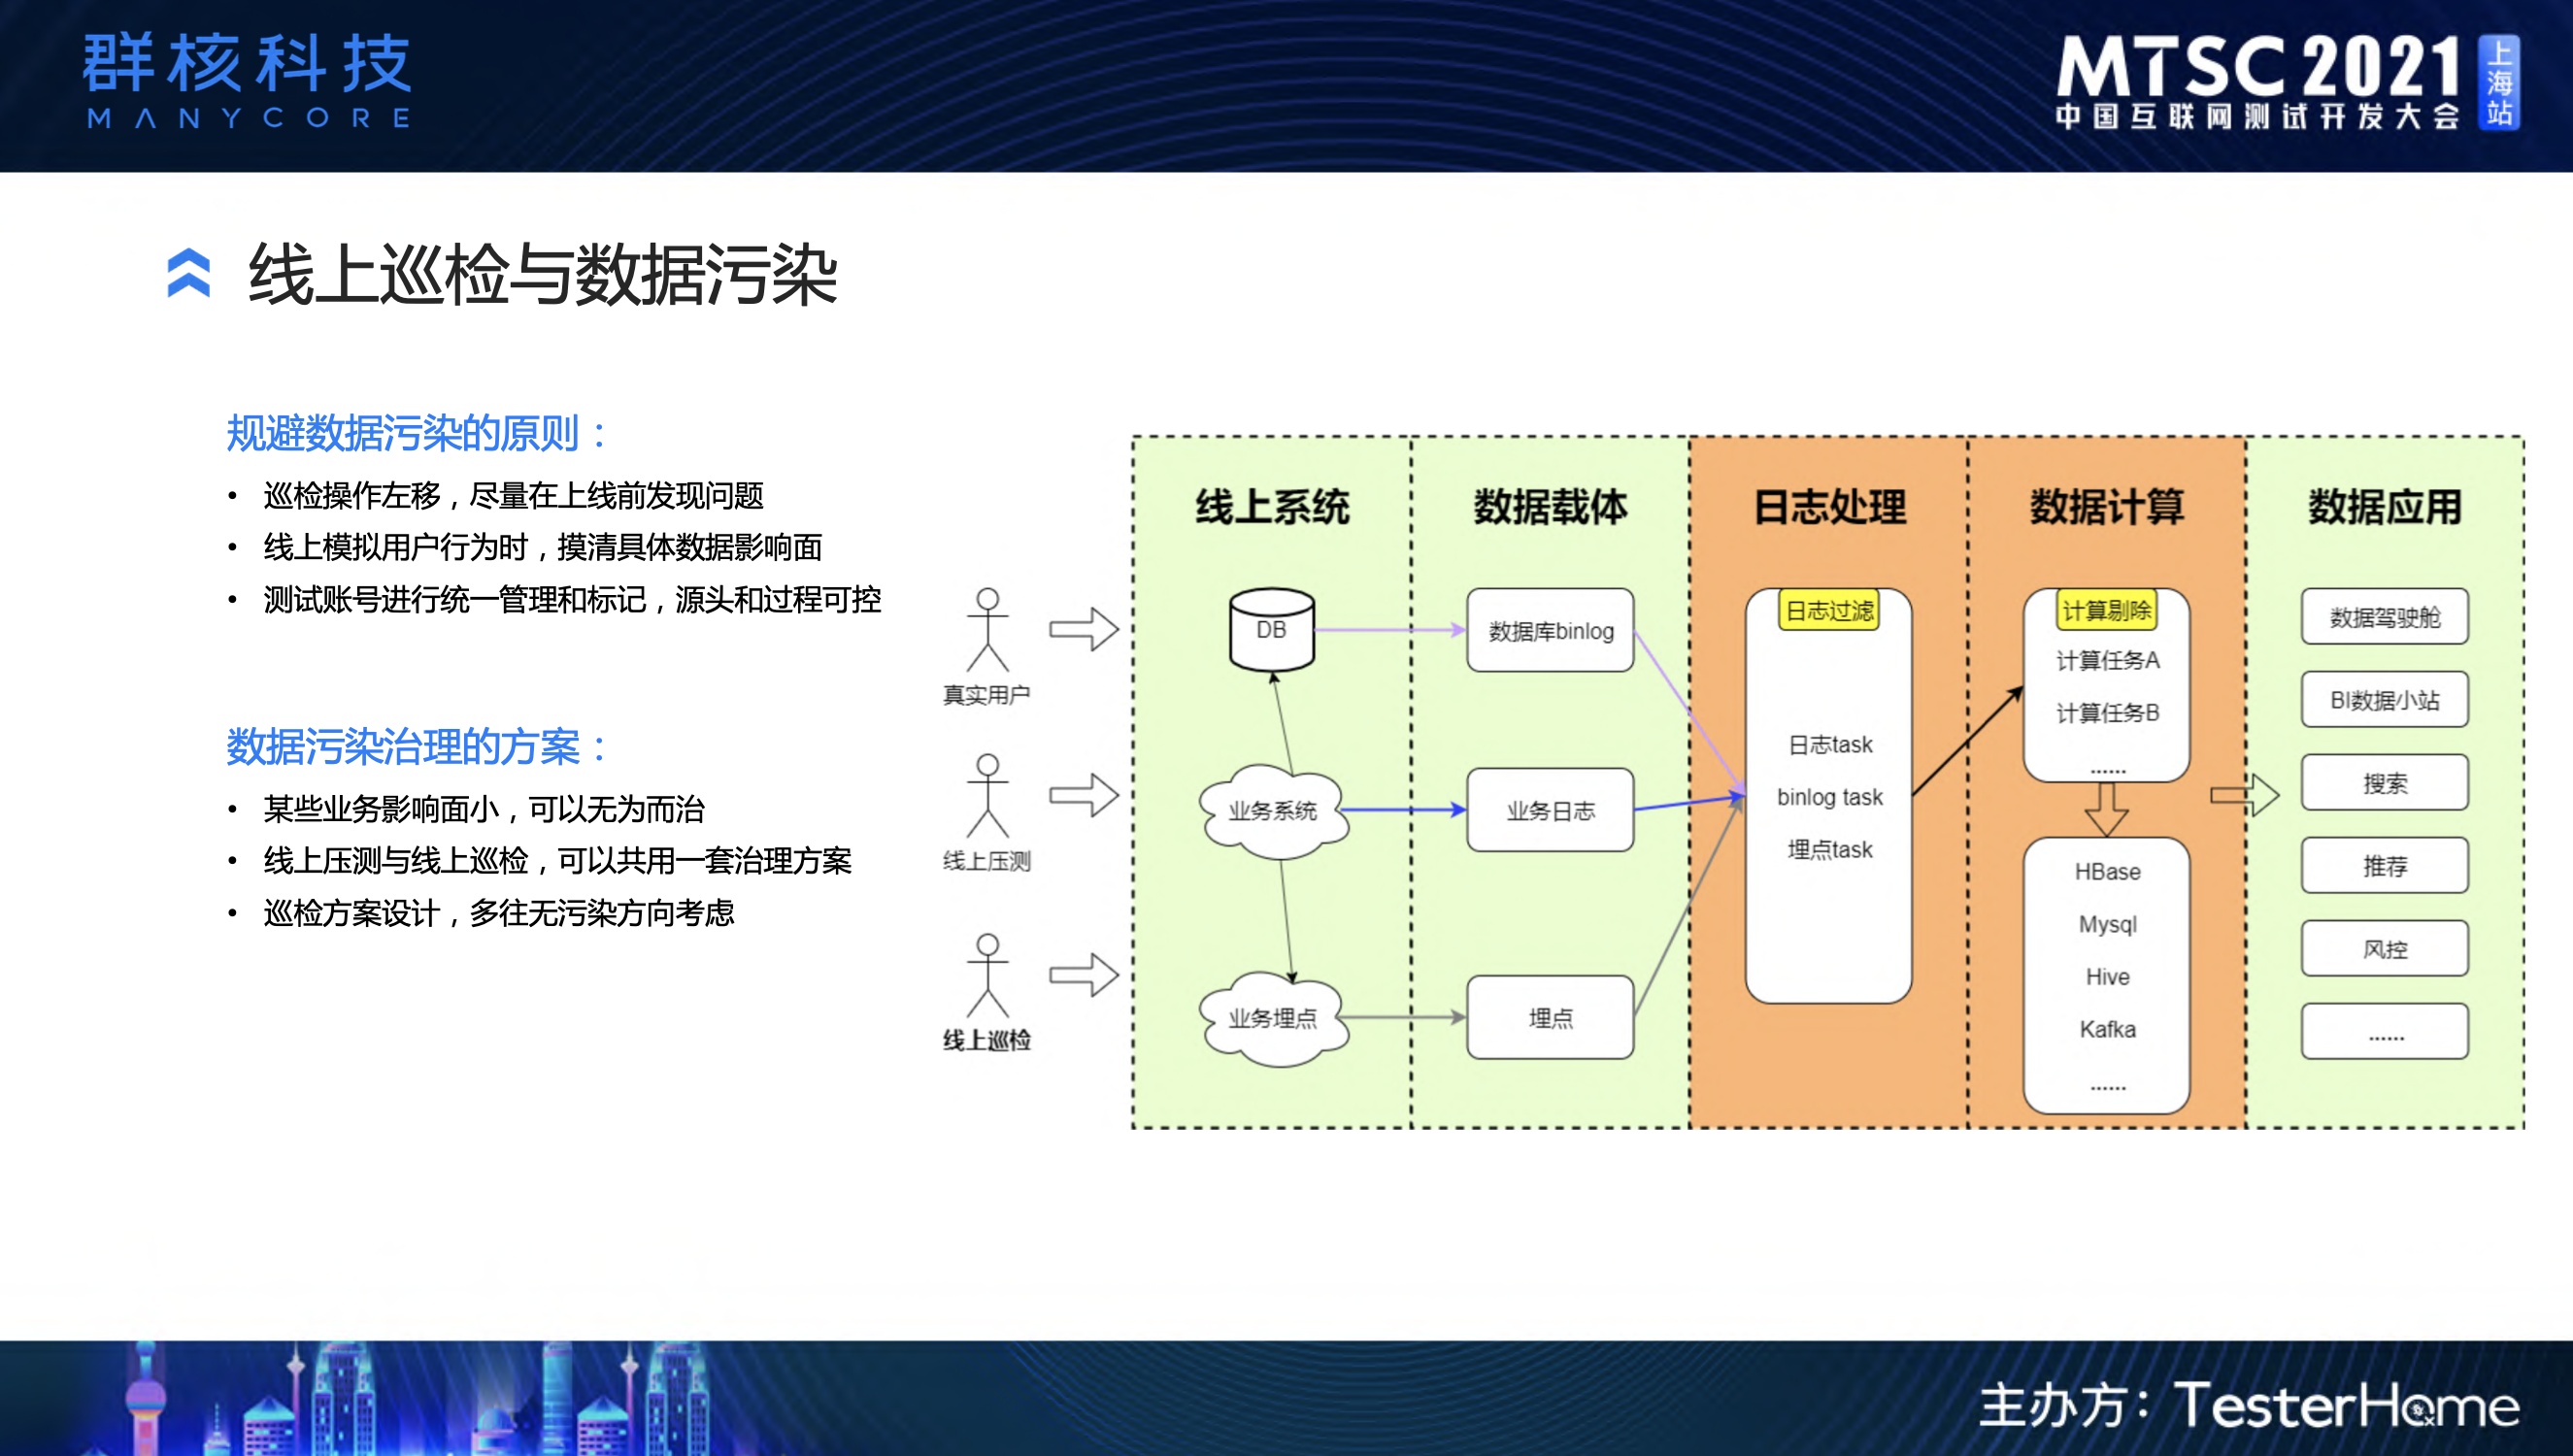 群核科技
MANYCORE
MTSC 2021
上海站
中国互联网测试开发大会
线上巡检与数据污染
规避数据污染的原则：
• 巡检操作左移，尽量在上线前发现问题
• 线上模拟用户行为时，摸清具体数据影响面
• 测试账号进行统一管理和标记，源头和过程可控
数据污染治理的方案：
• 某些业务影响面小，可以无为而治
• 线上压测与线上巡检，可以共用一套治理方案
• 巡检方案设计，多往无污染方向考虑
真实用户
线上压测
线上巡检
线上系统
DB
业务系统
业务埋点
数据载体
数据库binlog
业务日志
埋点
日志处理
日志过滤
日志task
binlog task
埋点task
数据计算
计算剔除
计算任务A
计算任务B
......
HBase
Mysql
Hive
Kafka
......
数据应用
数据驾驶舱
BI数据小站
搜索
推荐
风控
......
主办方：TesterHome